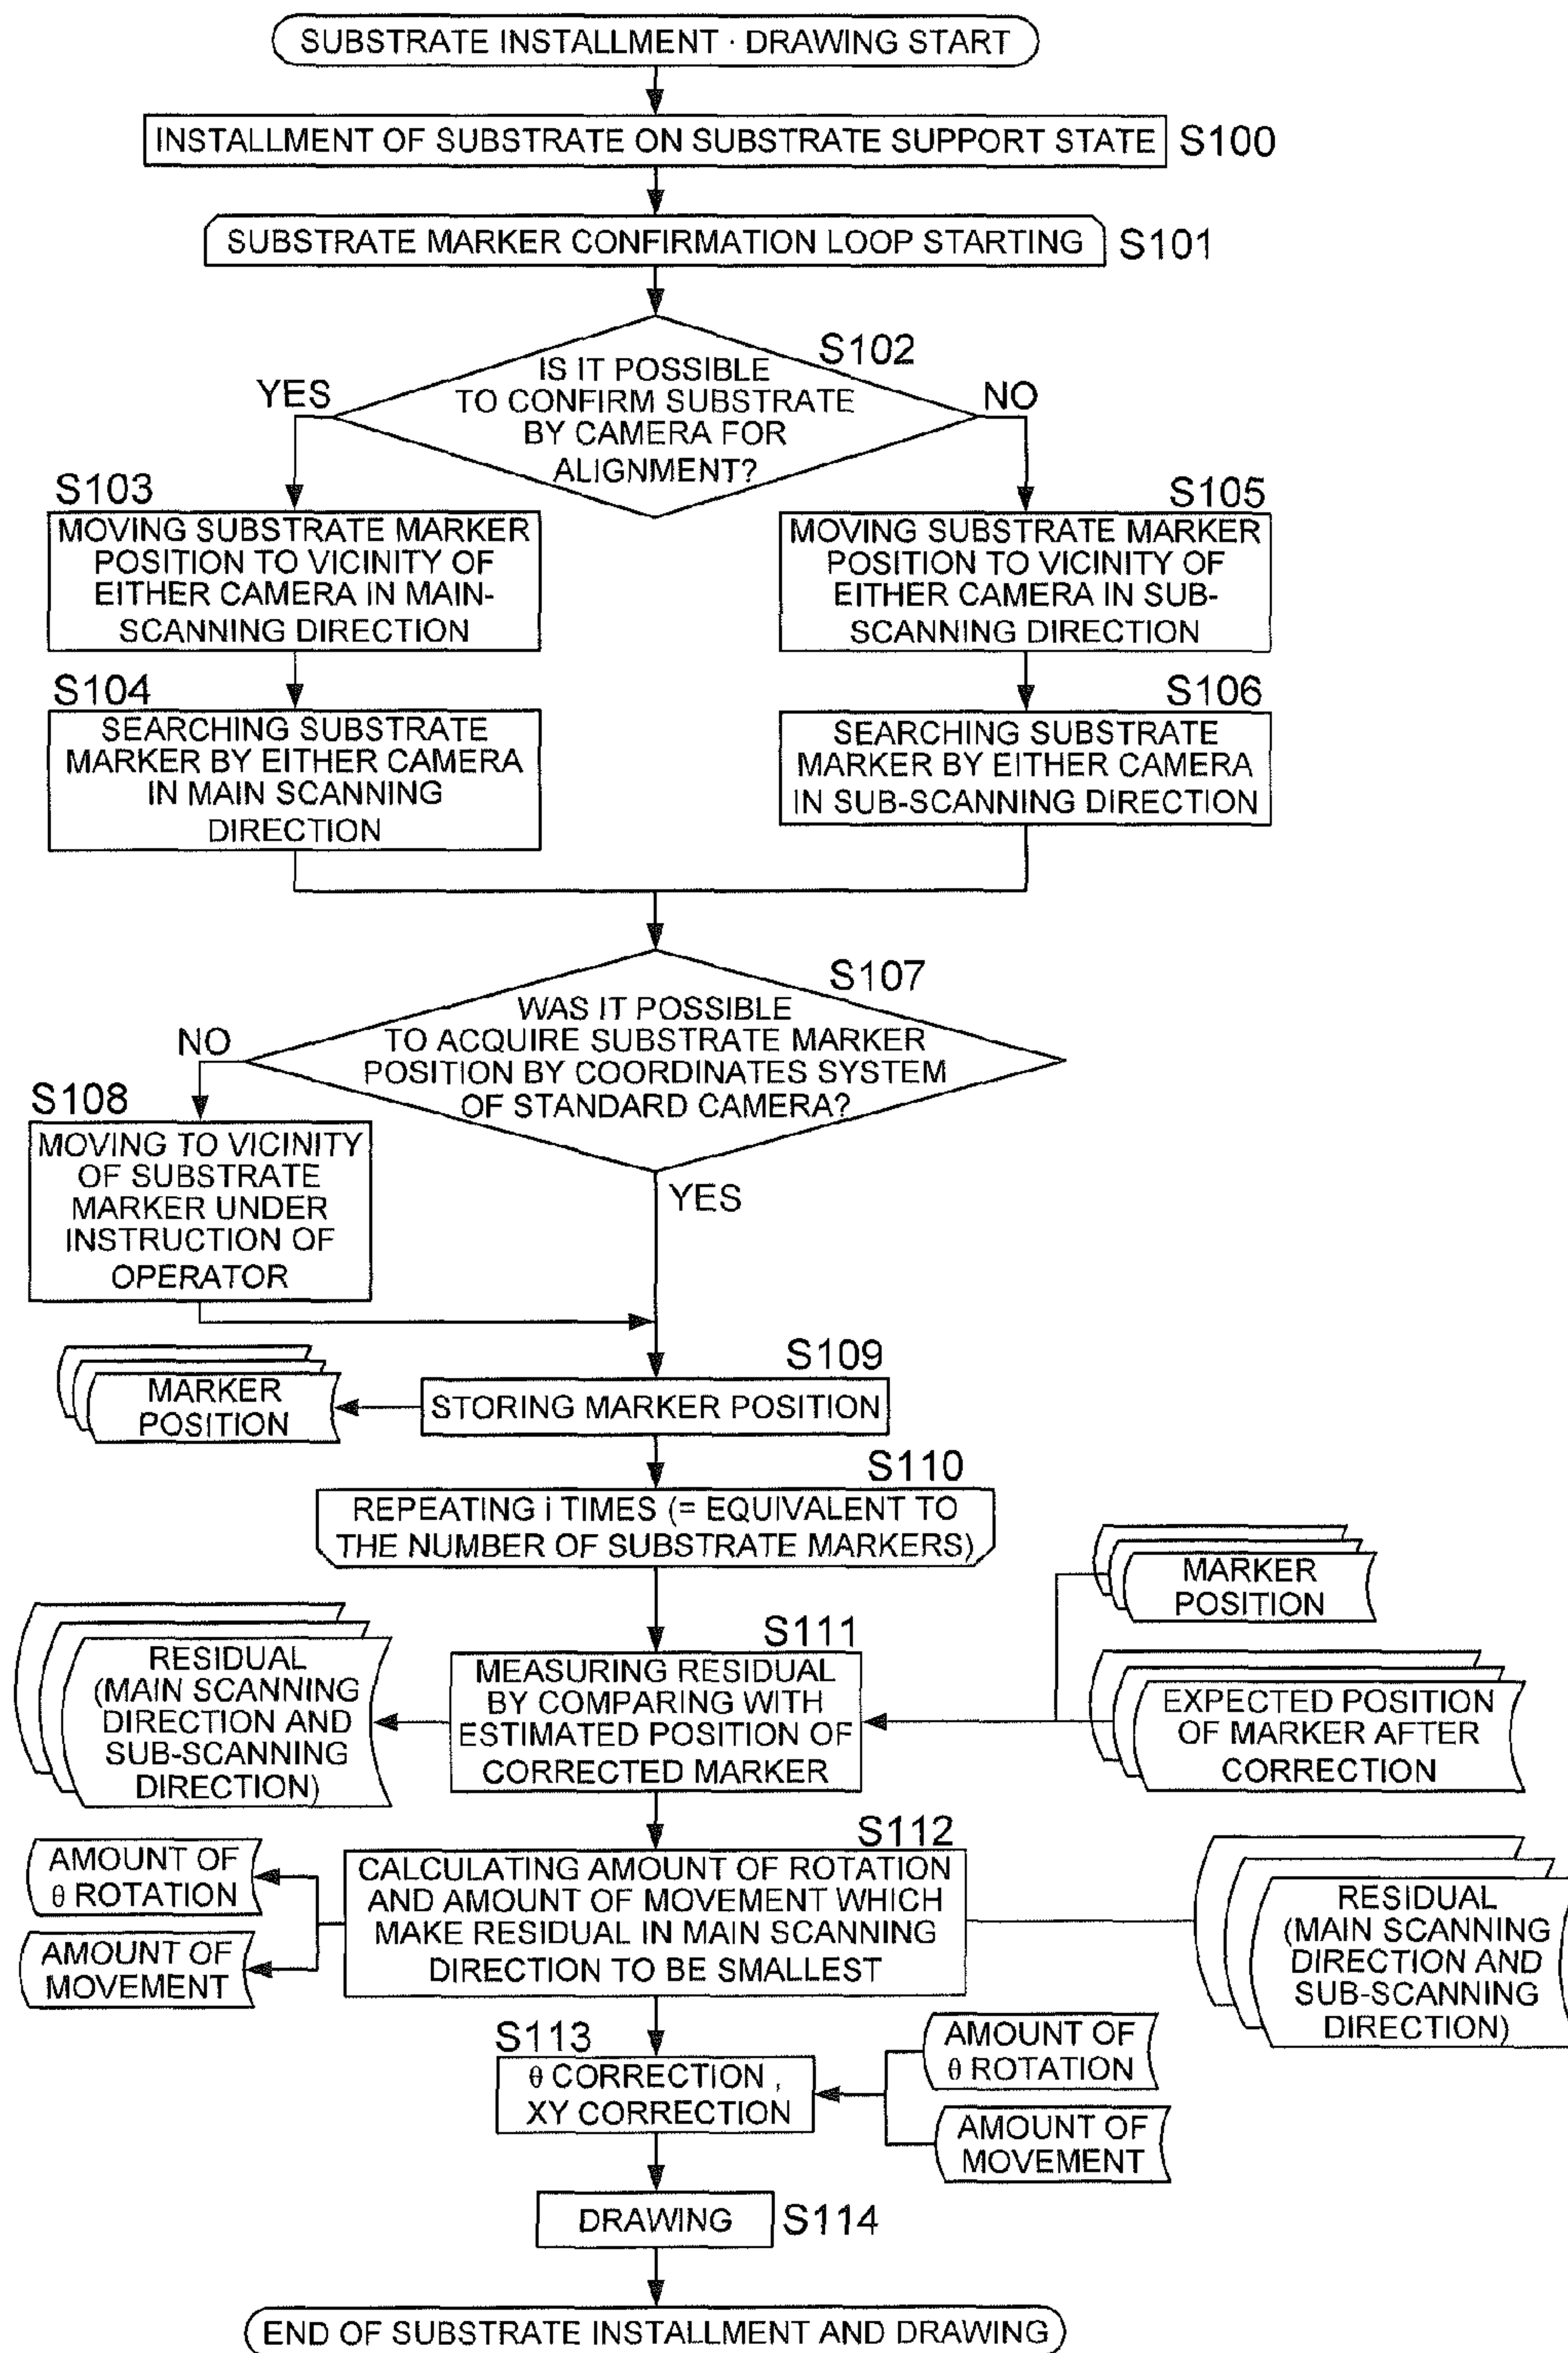 SUBSTRATE INSTALLMENT · DRAWING START
INSTALLMENT OF SUBSTRATE ON SUBSTRATE SUPPORT STATE
S100
SUBSTRATE MARKER CONFIRMATION LOOP STARTING
S101
S102
IS IT POSSIBLE
TO CONFIRM SUBSTRATE
BY CAMERA FOR
ALIGNMENT?
YES
NO
S103
MOVING SUBSTRATE MARKER
POSITION TO VICINITY OF
EITHER CAMERA IN MAIN-
SCANNING DIRECTION
S105
MOVING SUBSTRATE MARKER
POSITION TO VICINITY OF
EITHER CAMERA IN SUB-
SCANNING DIRECTION
S104
SEARCHING SUBSTRATE
MARKER BY EITHER CAMERA
IN MAIN SCANNING
DIRECTION
S106
SEARCHING SUBSTRATE
MARKER BY EITHER CAMERA
IN SUB-SCANNING DIRECTION
S107
WAS IT POSSIBLE
TO ACQUIRE SUBSTRATE MARKER
POSITION BY COORDINATES SYSTEM
OF STANDARD CAMERA?
NO
YES
S108
MOVING TO VICINITY
OF SUBSTRATE
MARKER UNDER
INSTRUCTION OF
OPERATOR
S109
STORING MARKER POSITION
MARKER
POSITION
S110
REPEATING i TIMES (= EQUIVALENT TO
THE NUMBER OF SUBSTRATE MARKERS)
MARKER
POSITION
S111
MEASURING RESIDUAL
BY COMPARING WITH
ESTIMATED POSITION OF
CORRECTED MARKER
RESIDUAL
(MAIN SCANNING
DIRECTION AND
SUB-SCANNING
DIRECTION)
EXPECTED POSITION
OF MARKER AFTER
CORRECTION
S112
CALCULATING AMOUNT OF ROTATION
AND AMOUNT OF MOVEMENT WHICH
MAKE RESIDUAL IN MAIN SCANNING
DIRECTION TO BE SMALLEST
AMOUNT OF
θ ROTATION
AMOUNT OF
MOVEMENT
RESIDUAL
(MAIN SCANNING
DIRECTION AND
SUB-SCANNING
DIRECTION)
S113
θ CORRECTION ,
XY CORRECTION
AMOUNT OF
θ ROTATION
AMOUNT OF
MOVEMENT
DRAWING
S114
END OF SUBSTRATE INSTALLMENT AND DRAWING